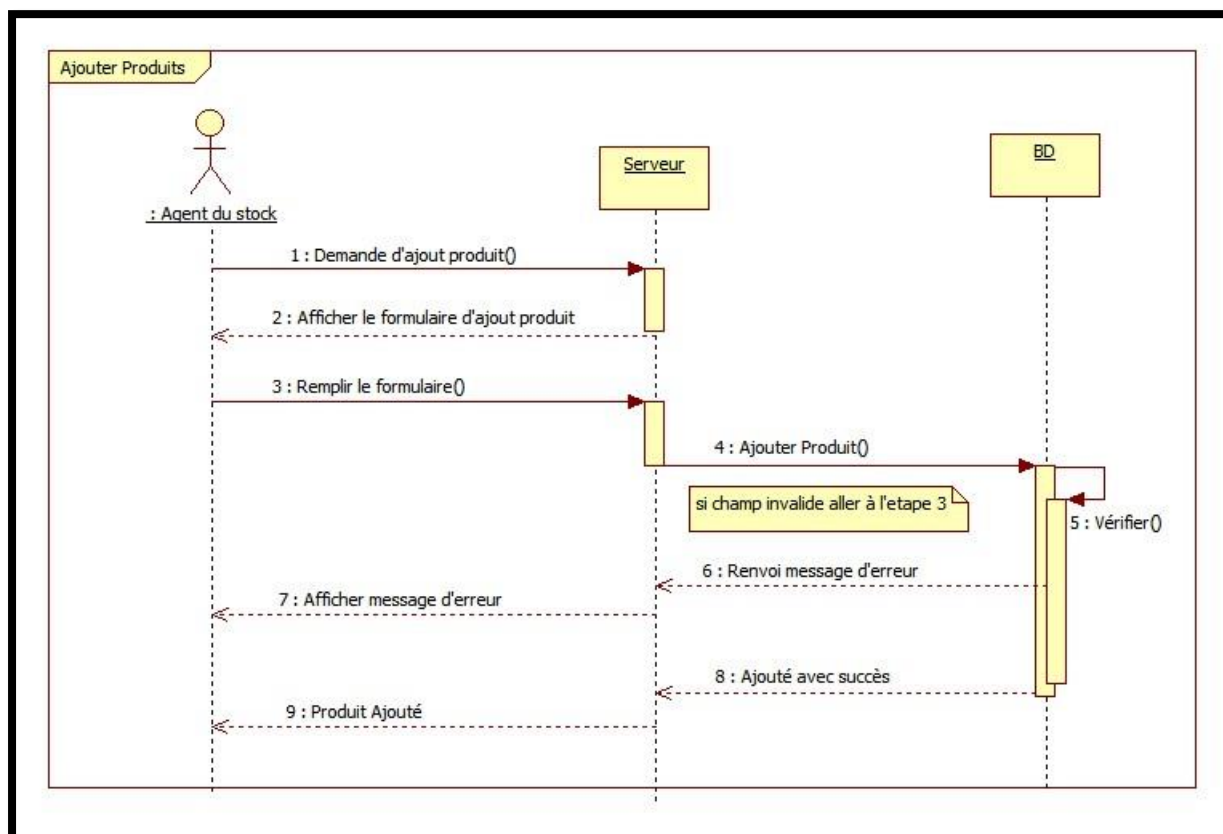 Ajouter Produits
: Agent du stock
Serveur
BD
1 : Demande d'ajout produit()
2 : Afficher le formulaire d'ajout produit
3 : Remplir le formulaire()
4 : Ajouter Produit()
si champ invalide aller à l'etape 3
5 : Vérifier()
6 : Renvoi message d'erreur
7 : Afficher message d'erreur
8 : Ajouté avec succès
9 : Produit Ajouté